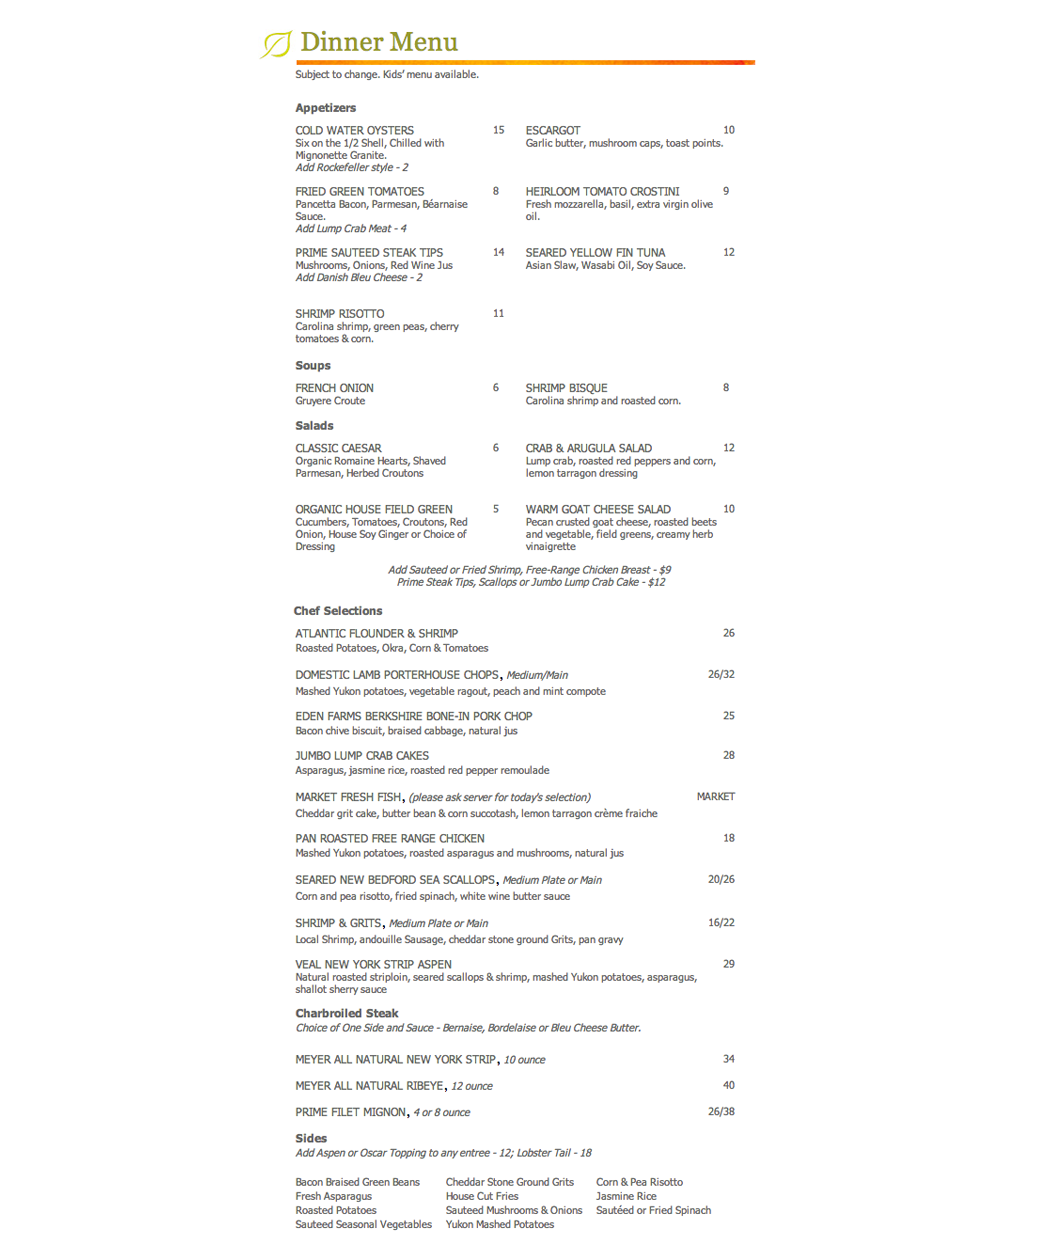 Dinner Menu
Subject to change. Kids' menu available.
Appetizers
COLD WATER OYSTERS 15
Six on the 1/2 Shell, Chilled with
Mignonette Granite.
Add Rockefeller style - 2
ESCARGOT 10
Garlic butter, mushroom caps, toast points.
FRIED GREEN TOMATOES 8
Pancetta Bacon, Parmesan, Béarnaise
Sauce.
Add Lump Crab Meat - 4
HEIRLOOM TOMATO CROSTINI 9
Fresh mozzarella, basil, extra virgin olive
oil.
PRIME SAUTEED STEAK TIPS 14
Mushrooms, Onions, Red Wine Jus
Add Danish Bleu Cheese - 2
SEARED YELLOW FIN TUNA 12
Asian Slaw, Wasabi Oil, Soy Sauce.
SHRIMP RISOTTO 11
Carolina shrimp, green peas, cherry
tomatoes & corn.
Soups
FRENCH ONION 6
Gruyere Croute
SHRIMP BISQUE 8
Carolina shrimp and roasted corn.
Salads
CLASSIC CAESAR 6
Organic Romaine Hearts, Shaved
Parmesan, Herbed Croutons
CRAB & ARUGULA SALAD 12
Lump crab, roasted red peppers and corn,
lemon tarragon dressing
ORGANIC HOUSE FIELD GREEN 5
Cucumbers, Tomatoes, Croutons, Red
Onion, House Soy Ginger or Choice of
Dressing
WARM GOAT CHEESE SALAD 10
Pecan crusted goat cheese, roasted beets
and vegetable, field greens, creamy herb
vinaigrette
Add Sauteed or Fried Shrimp, Free-Range Chicken Breast - $9
Prime Steak Tips, Scallops or Jumbo Lump Crab Cake - $12
Chef Selections
ATLANTIC FLOUNDER & SHRIMP 26
Roasted Potatoes, Okra, Corn & Tomatoes
DOMESTIC LAMB PORTERHOUSE CHOPS, Medium/Main 26/32
Mashed Yukon potatoes, vegetable ragout, peach and mint compote
EDEN FARMS BERKSHIRE BONE-IN PORK CHOP 25
Bacon chive biscuit, braised cabbage, natural jus
JUMBO LUMP CRAB CAKES 28
Asparagus, jasmine rice, roasted red pepper remoulade
MARKET FRESH FISH, (please ask server for today's selection) MARKET
Cheddar grit cake, butter bean & corn succotash, lemon tarragon crème fraiche
PAN ROASTED FREE RANGE CHICKEN 18
Mashed Yukon potatoes, roasted asparagus and mushrooms, natural jus
SEARED NEW BEDFORD SEA SCALLOPS, Medium Plate or Main 20/26
Corn and pea risotto, fried spinach, white wine butter sauce
SHRIMP & GRITS, Medium Plate or Main 16/22
Local Shrimp, andouille Sausage, cheddar stone ground Grits, pan gravy
VEAL NEW YORK STRIP ASPEN 29
Natural roasted striploin, seared scallops & shrimp, mashed Yukon potatoes, asparagus,
shallot sherry sauce
Charbroiled Steak
Choice of One Side and Sauce - Bernaise, Bordelaise or Bleu Cheese Butter.
MEYER ALL NATURAL NEW YORK STRIP, 10 ounce 34
MEYER ALL NATURAL RIBEYE, 12 ounce 40
PRIME FILET MIGNON, 4 or 8 ounce 26/38
Sides
Add Aspen or Oscar Topping to any entree - 12; Lobster Tail - 18
Bacon Braised Green Beans Cheddar Stone Ground Grits Corn & Pea Risotto
Fresh Asparagus House Cut Fries Jasmine Rice
Roasted Potatoes Sauteed Mushrooms & Onions Sautéed or Fried Spinach
Sauteed Seasonal Vegetables Yukon Mashed Potatoes